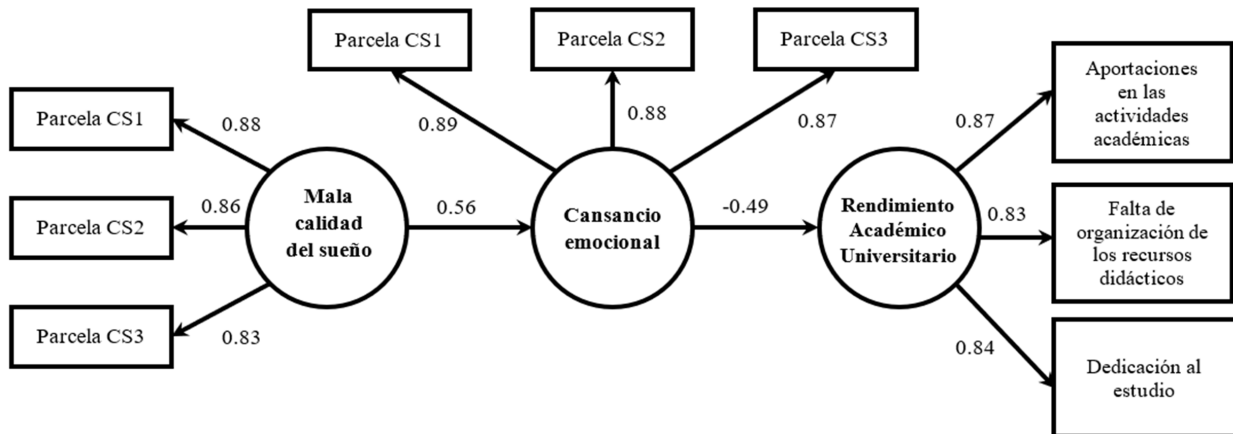 Parcela CS1
Parcela CS2
Parcela CS3
Parcela CS1
0.88
0.89
0.88
0.87
0.87
Aportaciones
en las
actividades
académicas
Parcela CS2
0.86
Mala
calidad
del sueño
0.56
Cansancio
emocional
-0.49
Rendimiento
Académico
Universitario
0.83
Falta de
organización de
los recursos
didácticos
Parcela CS3
0.83
0.84
Dedicación al
estudio